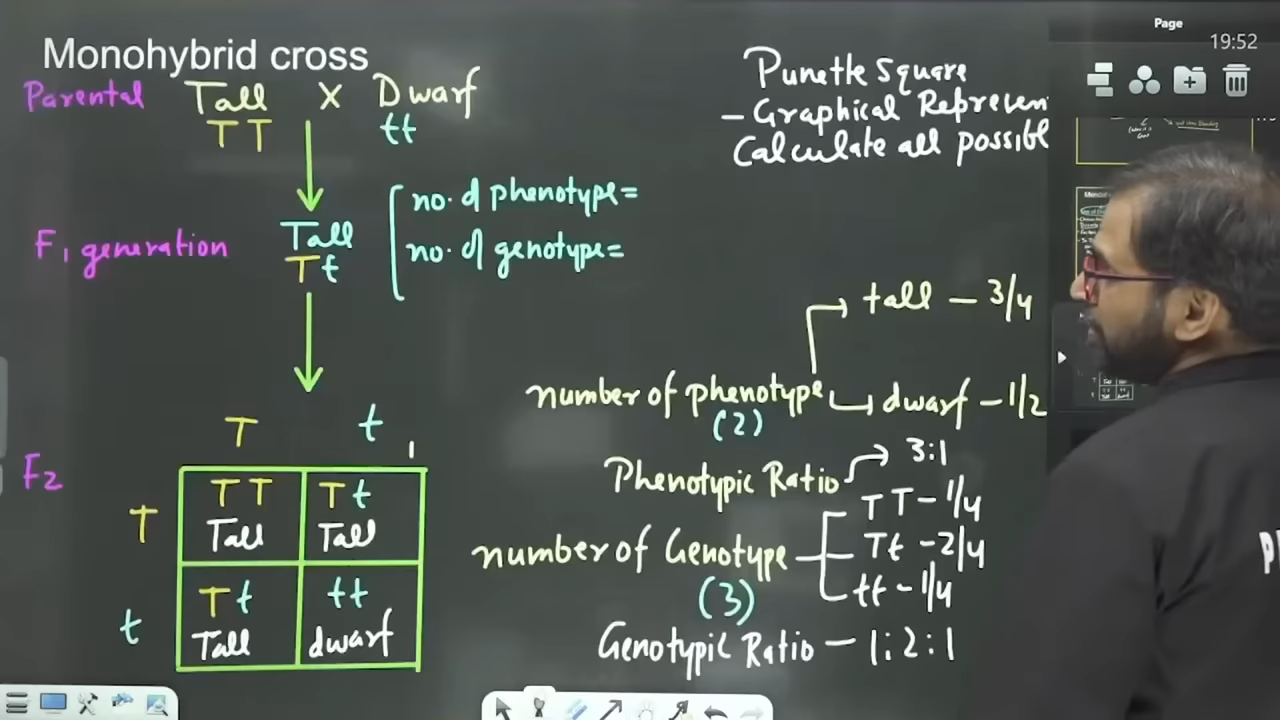 Monohybrid cross
Parental Tall X Dwarf
TT tt
F1 generation Tall
Tt
no. of phenotype=
no. of genotype=
F2
T t
T TT Tt
Tall Tall
t Tt tt
Tall dwarf
Punette Square
- Graphical Represen
Calculate all possibl
number of phenotype
(2)
tall - 3/4
dwarf - 1/2
Phenotypic Ratio → 3:1
number of Genotype
(3)
TT - 1/4
Tt - 2/4
tt - 1/4
Genotypic Ratio - 1:2:1
Page
19:52